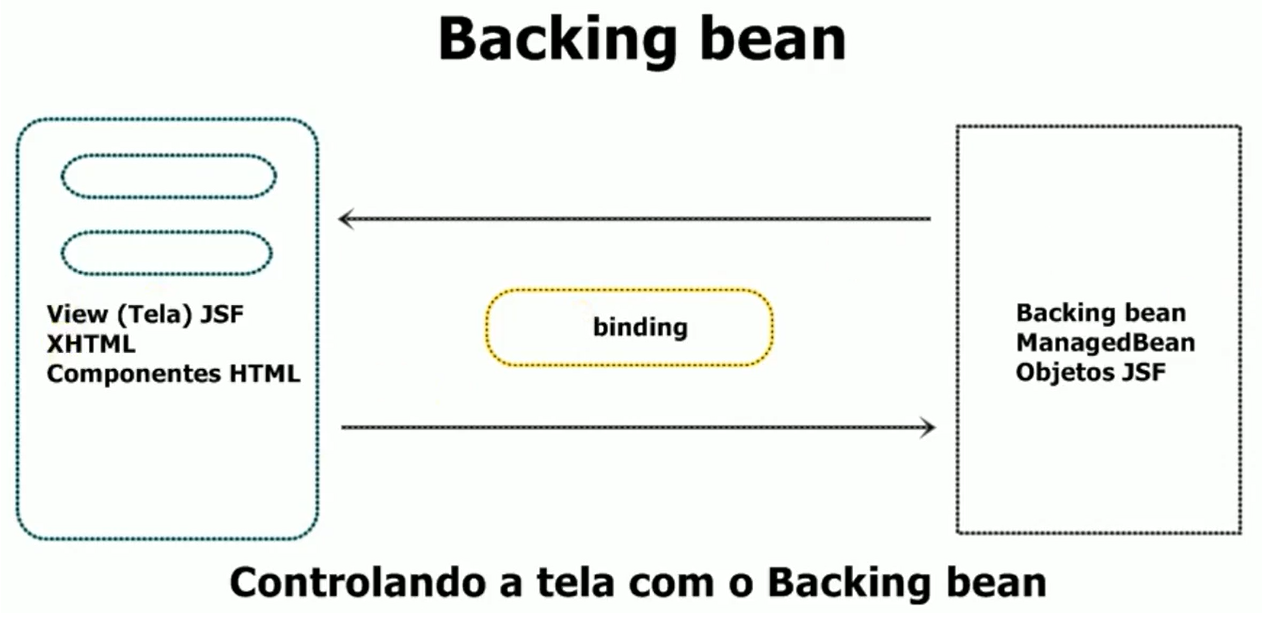 Backing bean
View (Tela) JSF
XHTML
Componentes HTML
binding
Backing bean
ManagedBean
Objetos JSF
Controlando a tela com o Backing bean